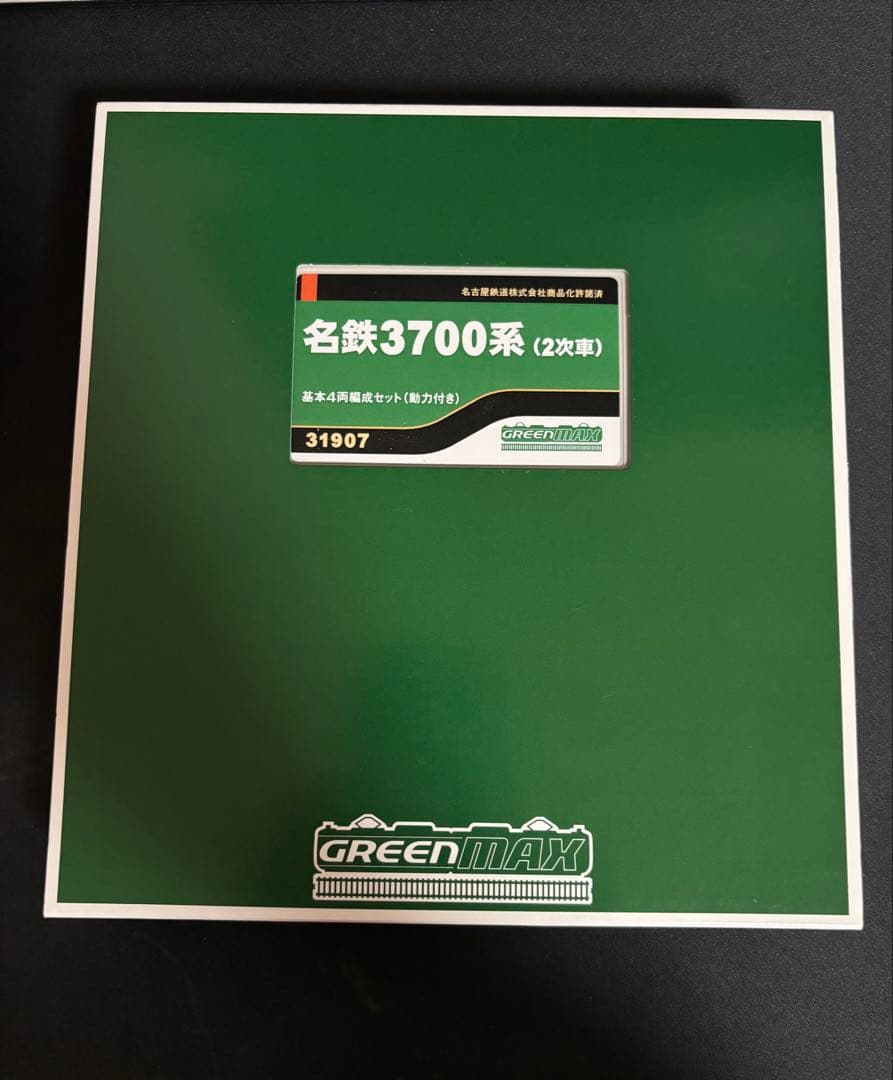 名古屋鉄道株式会社商品化許諾済
名鉄3700系(2次車)
基本4両編成セット(動力付き)
31907
GREENMAX
GREENMAX